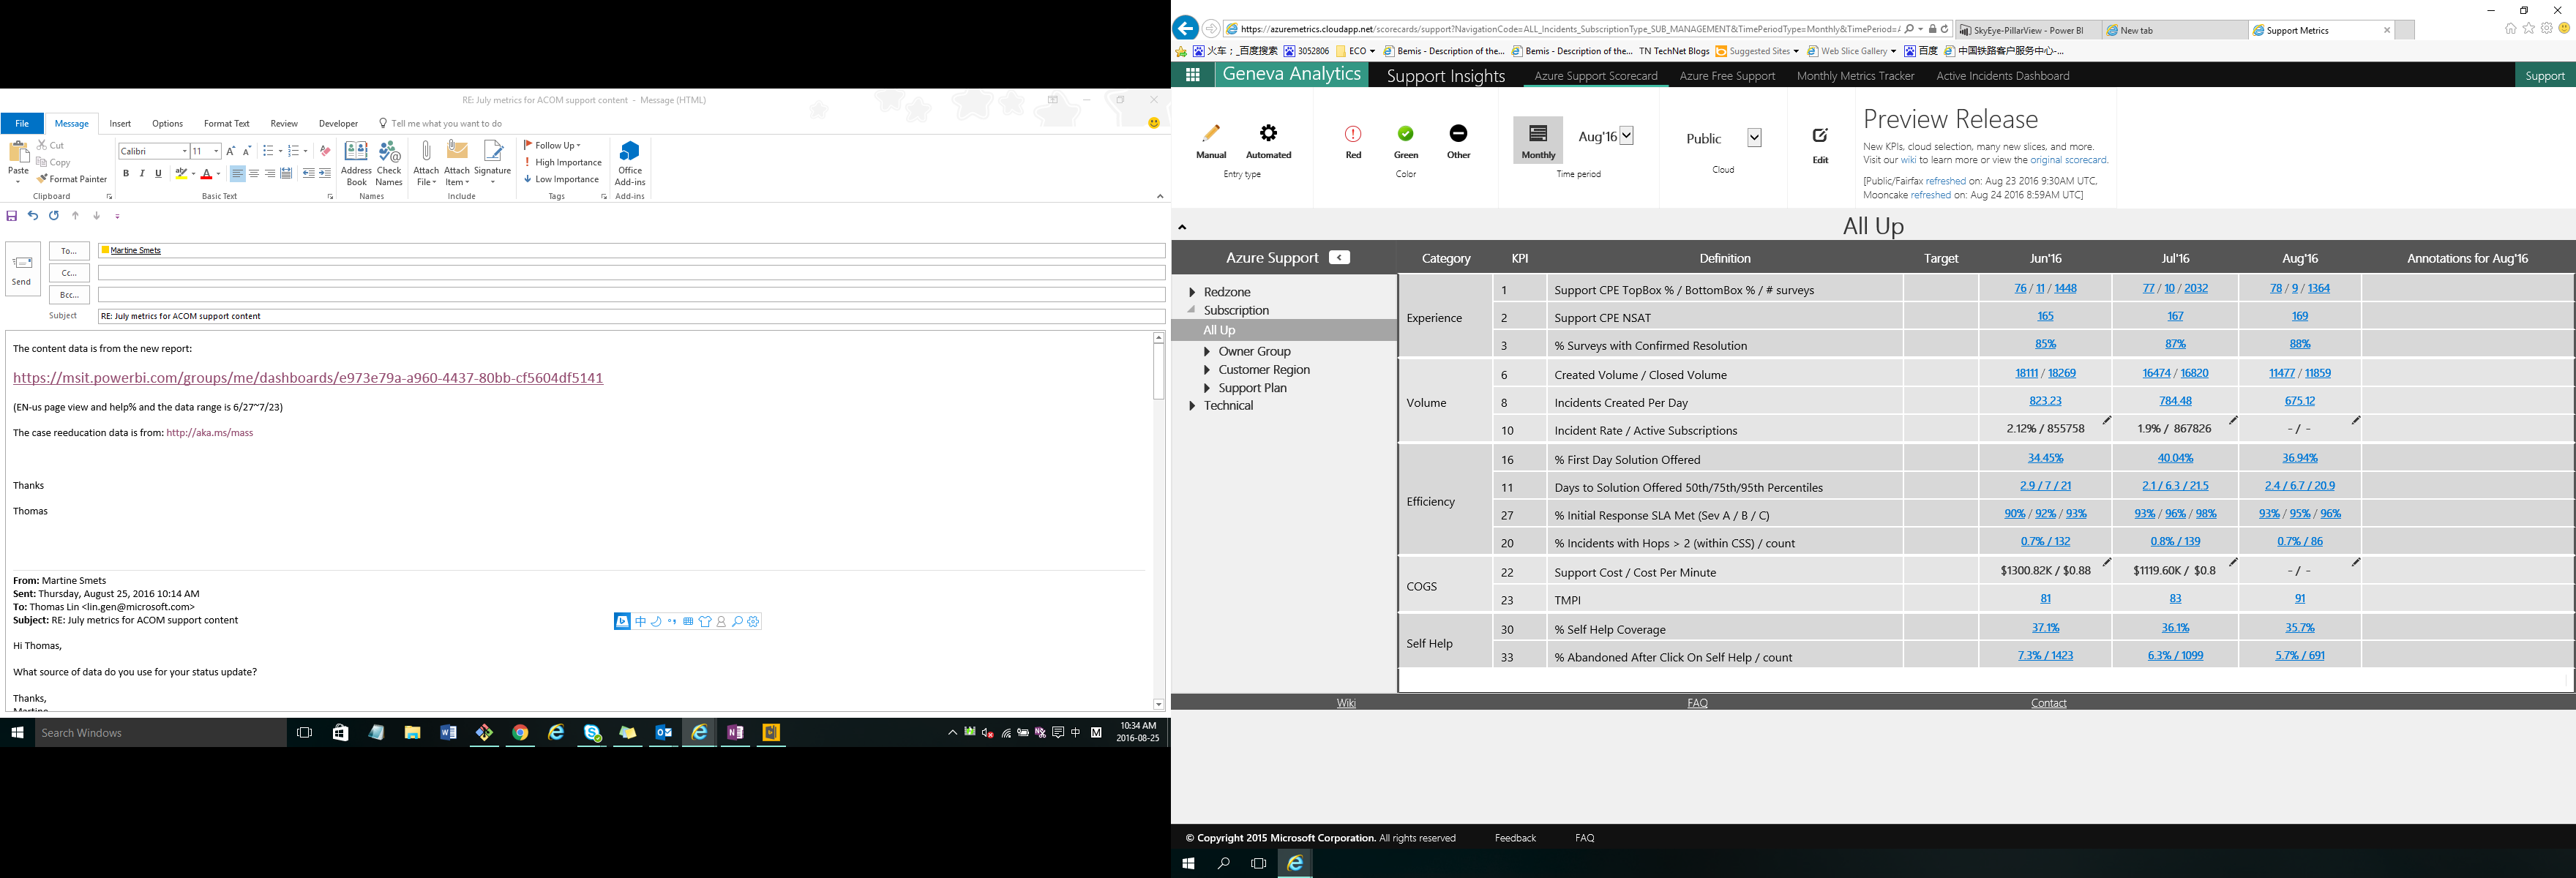 RE: July metrics for ACOM support content - Message (HTML)
File Message Insert Options Format Text Review Developer Tell me what you want to do
Cut
Copy
Format Painter
Paste
Clipboard
Calibri 11
B I U
Basic Text
Address Book
Check Names
Names
Attach File
Attach Item
Signature
Include
Follow Up
High Importance
Low Importance
Tags
Office Add-ins
Add-ins
Send
To... Martine Smets
Cc...
Bcc...
Subject RE: July metrics for ACOM support content
The content data is from the new report:
https://msit.powerbi.com/groups/me/dashboards/e973e79a-a960-4437-80bb-cf5604df5141
(EN-us page view and help% and the data range is 6/27~7/23)
The case reeducation data is from: http://aka.ms/mass
Thanks
Thomas
From: Martine Smets
Sent: Thursday, August 25, 2016 10:14 AM
To: Thomas Lin <lin.gen@microsoft.com>
Subject: RE: July metrics for ACOM support content
中
Hi Thomas,
What source of data do you use for your status update?
Thanks,
Martine
Search Windows
中 M
10:34 AM
2016-08-25
https://azuremetrics.cloudapp.net/scorecards/support?NavigationCode=ALL_Incidents_SubscriptionType_SUB_MANAGEMENT&TimePeriodType=Monthly&TimePeriod=
SkyEye-PillarView - Power BI New tab Support Metrics
火车；_百度搜索 3052806 ECO Bemis - Description of the... Bemis - Description of the... TN TechNet Blogs Suggested Sites Web Slice Gallery 百度 中国铁路客户服务中心-...
Geneva Analytics Support Insights Azure Support Scorecard Azure Free Support Monthly Metrics Tracker Active Incidents Dashboard Support
Manual Automated
Entry type
Red Green Other
Color
Monthly Aug'16
Time period
Public
Cloud
Edit
Preview Release
New KPIs, cloud selection, many new slices, and more.
Visit our wiki to learn more or view the original scorecard.
[Public/Fairfax refreshed on: Aug 23 2016 9:30AM UTC,
Mooncake refreshed on: Aug 24 2016 8:59AM UTC]
All Up
Azure Support
Redzone
Subscription
All Up
Owner Group
Customer Region
Support Plan
Technical
Category KPI Definition Target Jun'16 Jul'16 Aug'16 Annotations for Aug'16
Experience
1 Support CPE TopBox % / BottomBox % / # surveys 76 / 11 / 1448 77 / 10 / 2032 78 / 9 / 1364
2 Support CPE NSAT 165 167 169
3 % Surveys with Confirmed Resolution 85% 87% 88%
Volume
6 Created Volume / Closed Volume 18111 / 18269 16474 / 16820 11477 / 11859
8 Incidents Created Per Day 823.23 784.48 675.12
10 Incident Rate / Active Subscriptions 2.12% / 855758 1.9% / 867826 - / -
Efficiency
16 % First Day Solution Offered 34.45% 40.04% 36.94%
11 Days to Solution Offered 50th/75th/95th Percentiles 2.9 / 7 / 21 2.1 / 6.3 / 21.5 2.4 / 6.7 / 20.9
27 % Initial Response SLA Met (Sev A / B / C) 90% / 92% / 93% 93% / 96% / 98% 93% / 95% / 96%
20 % Incidents with Hops > 2 (within CSS) / count 0.7% / 132 0.8% / 139 0.7% / 86
COGS
22 Support Cost / Cost Per Minute $1300.82K / $0.88 $1119.60K / $0.8 - / -
23 TMPI 81 83 91
Self Help
30 % Self Help Coverage 37.1% 36.1% 35.7%
33 % Abandoned After Click On Self Help / count 7.3% / 1423 6.3% / 1099 5.7% / 691
Wiki FAQ Contact
© Copyright 2015 Microsoft Corporation. All rights reserved Feedback FAQ